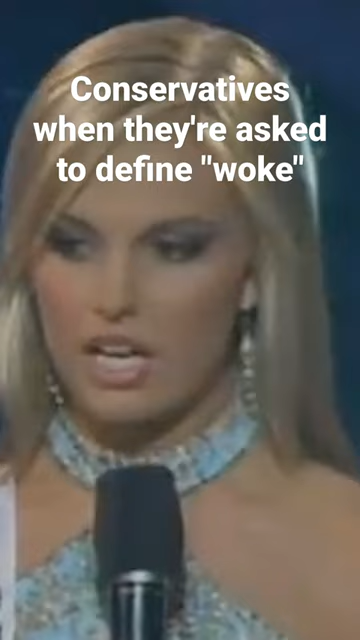 Conservatives
when they're asked
to define "woke"